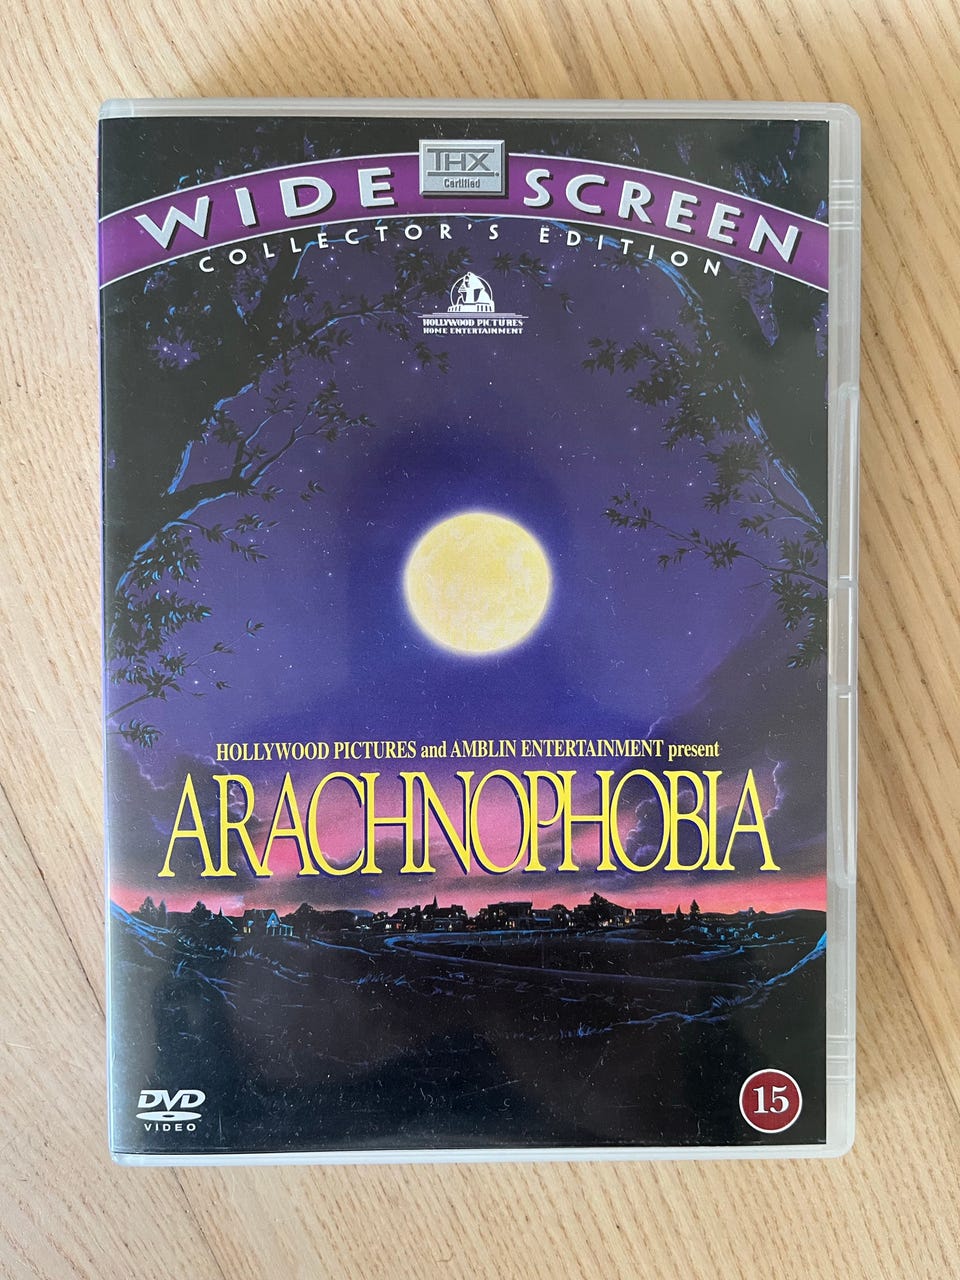 THX
Certified
WIDE SCREEN
COLLECTOR'S EDITION
HOLLYWOOD PICTURES
HOME ENTERTAINMENT
HOLLYWOOD PICTURES and AMBLIN ENTERTAINMENT present
ARACHNOPHOBIA
DVD
VIDEO
15